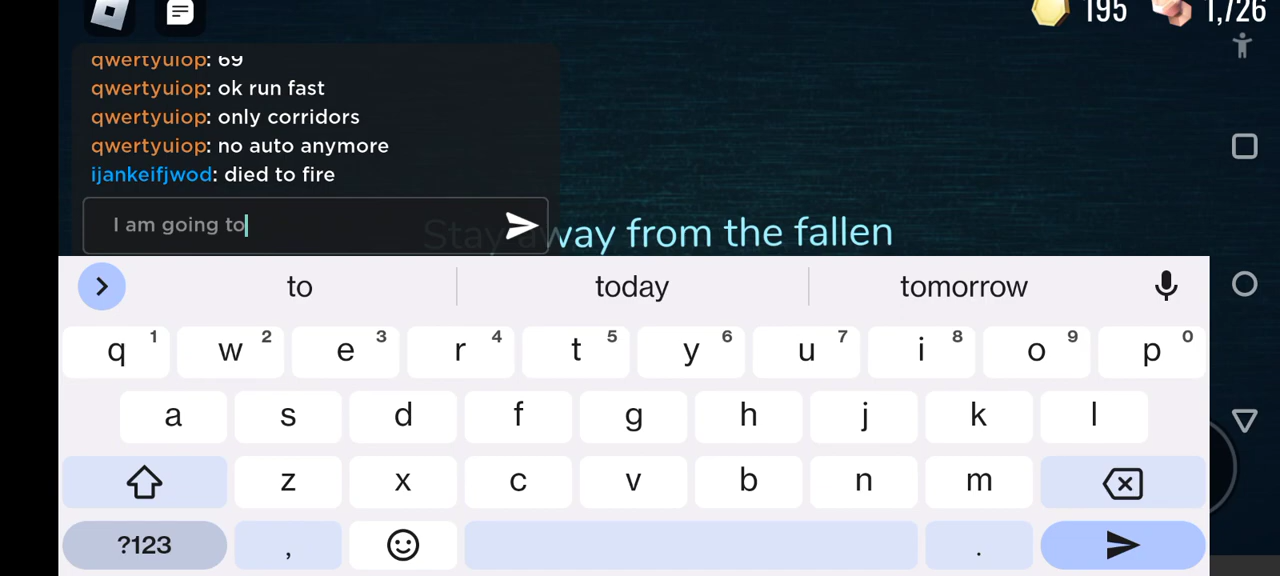 195
1,726
qwertyuiop: 69
qwertyuiop: ok run fast
qwertyuiop: only corridors
qwertyuiop: no auto anymore
ijankeifjwod: died to fire
I am going to
Stay away from the fallen
to today tomorrow
q 1 w 2 e 3 r 4 t 5 y 6 u 7 i 8 o 9 p 0
a s d f g h j k l
z x c v b n m
?123 , .